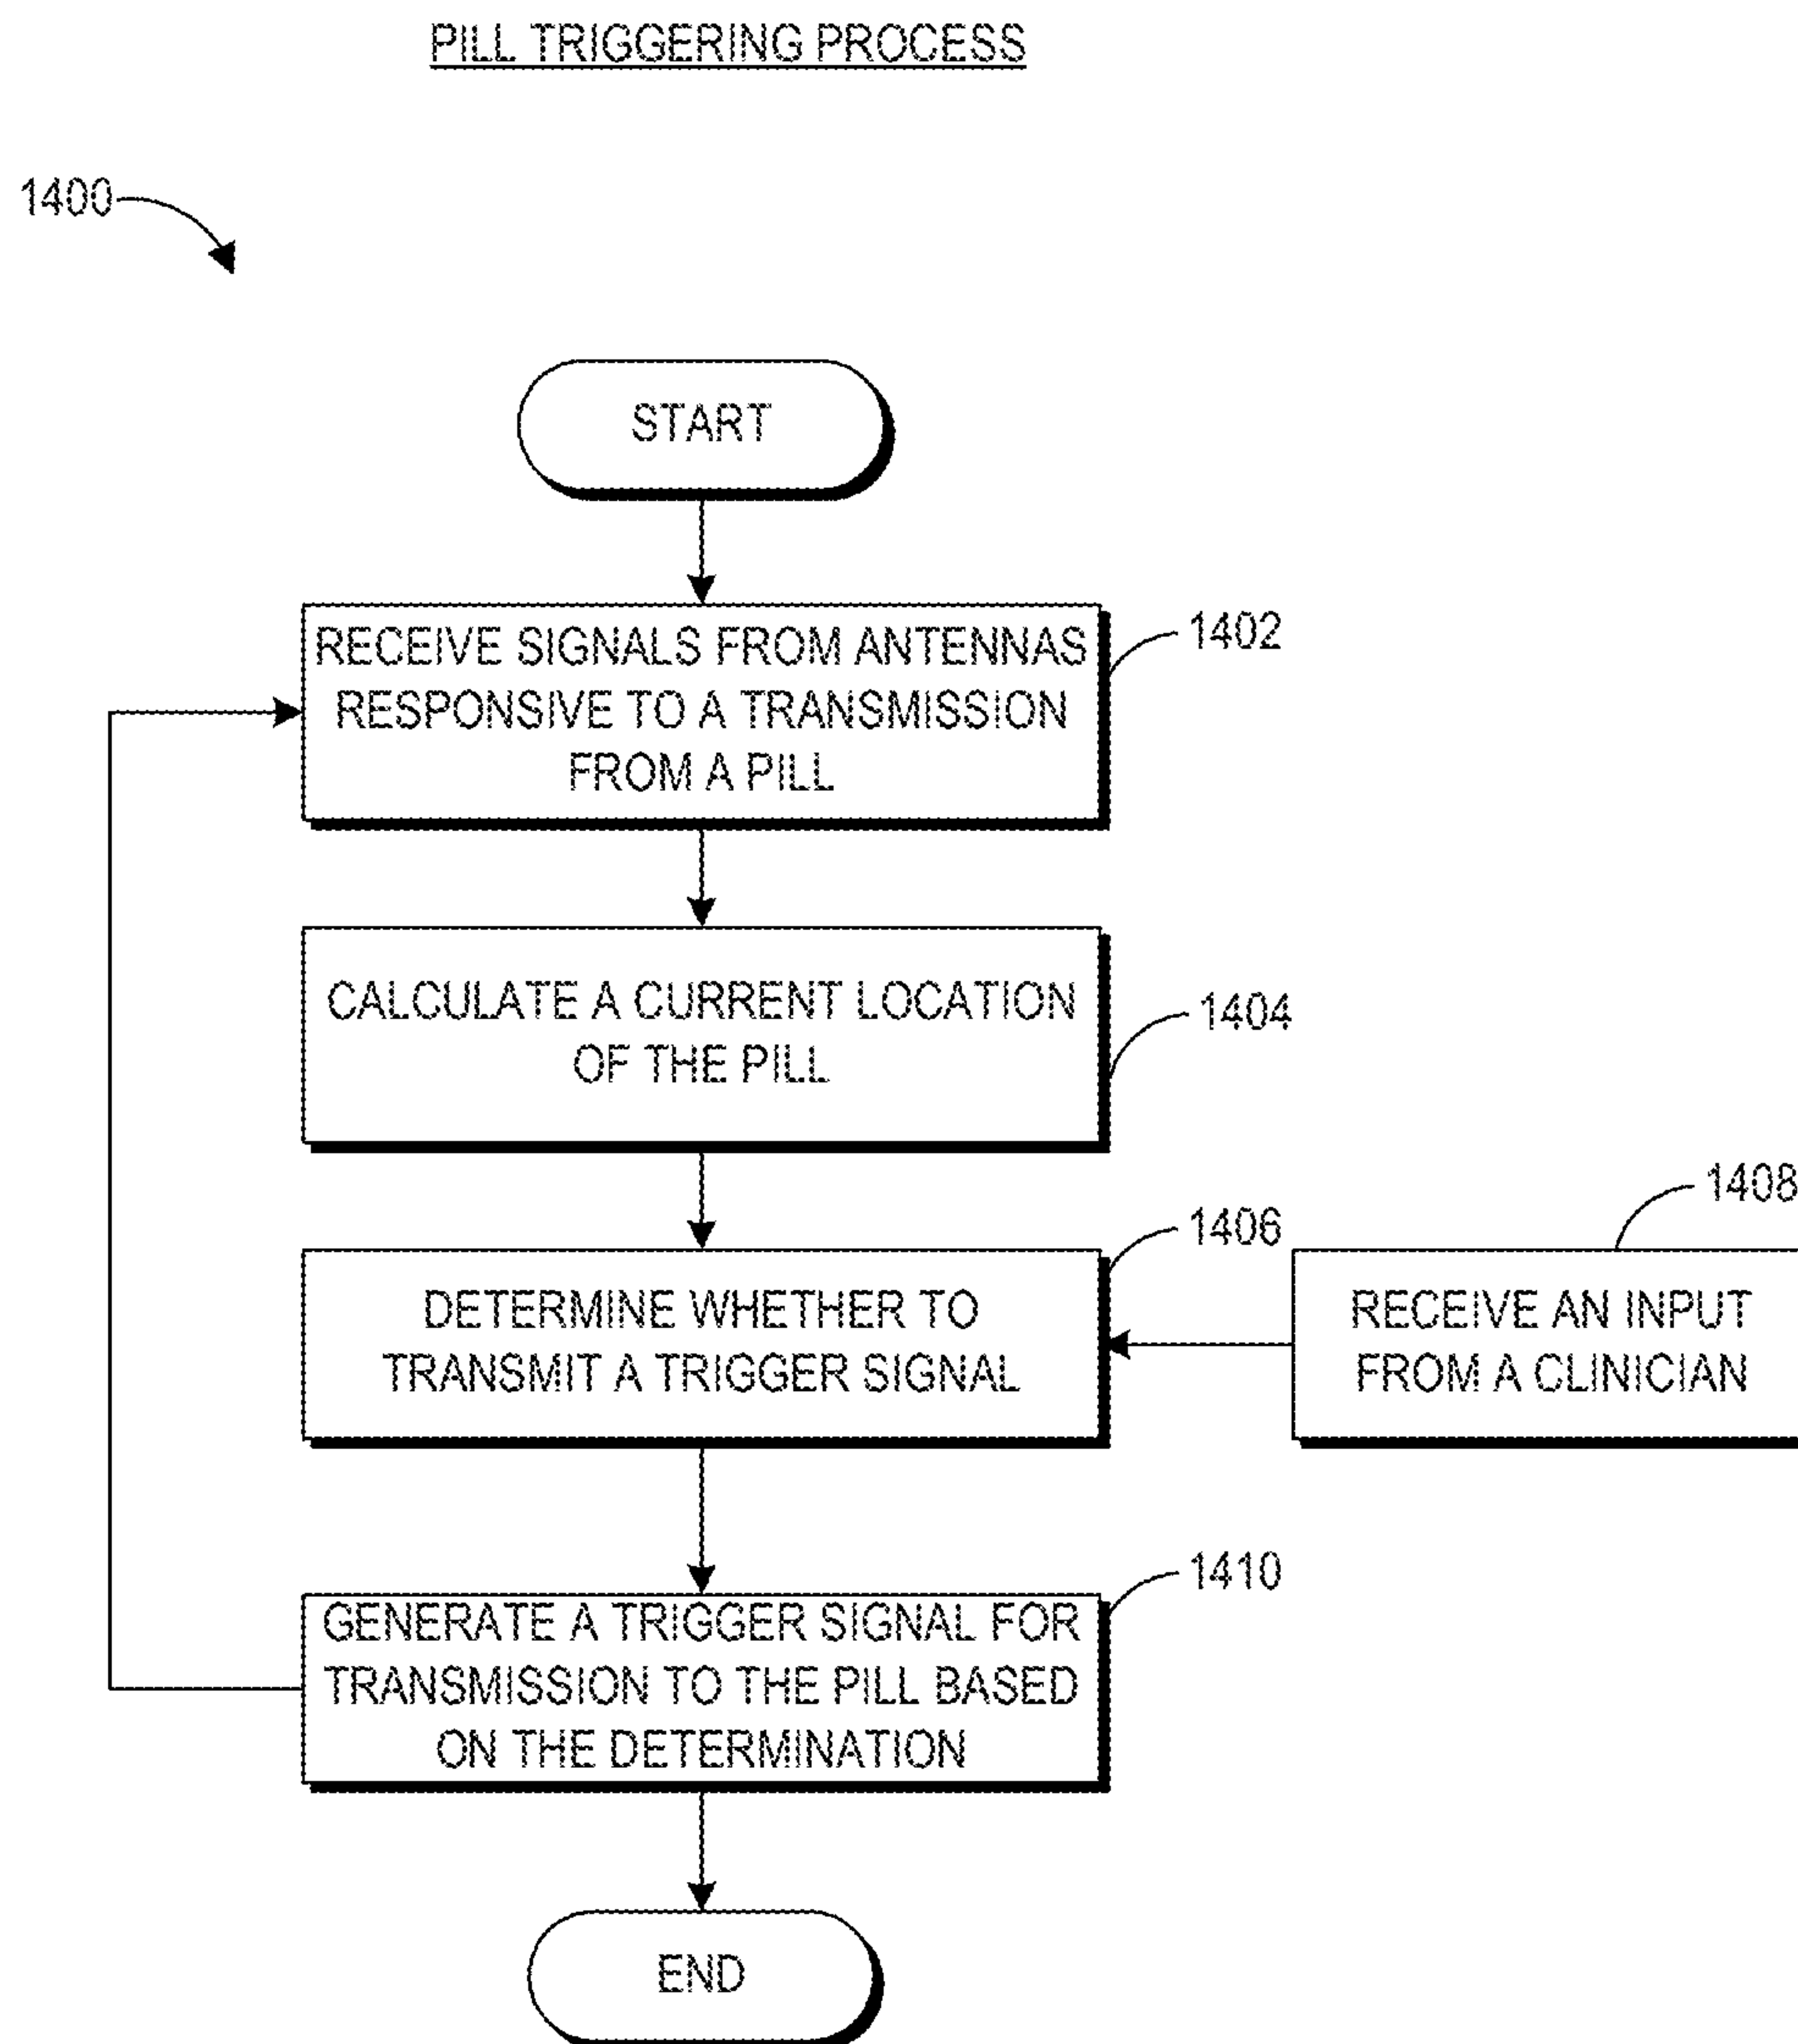 PILL TRIGGERING PROCESS
1400
START
RECEIVE SIGNALS FROM ANTENNAS
RESPONSIVE TO A TRANSMISSION
FROM A PILL
1402
CALCULATE A CURRENT LOCATION
OF THE PILL
1404
DETERMINE WHETHER TO
TRANSMIT A TRIGGER SIGNAL
1406
RECEIVE AN INPUT
FROM A CLINICIAN
1408
GENERATE A TRIGGER SIGNAL FOR
TRANSMISSION TO THE PILL BASED
ON THE DETERMINATION
1410
END